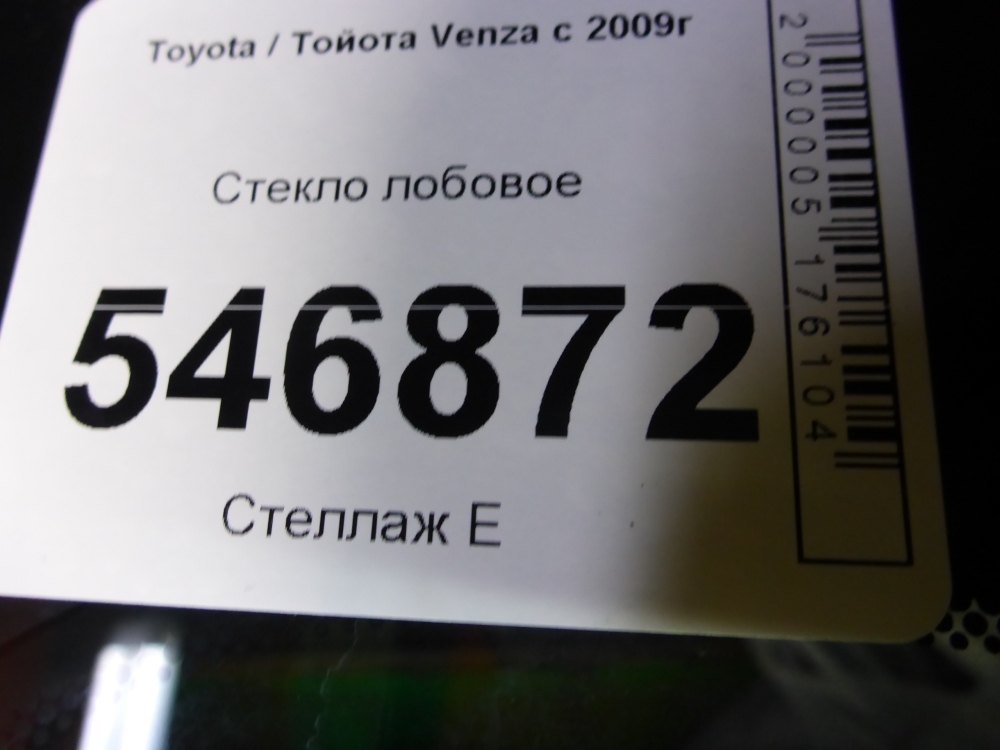 Toyota / Тойота Venza с 2009г
Стекло лобовое
546872
Стеллаж Е
2000005176104